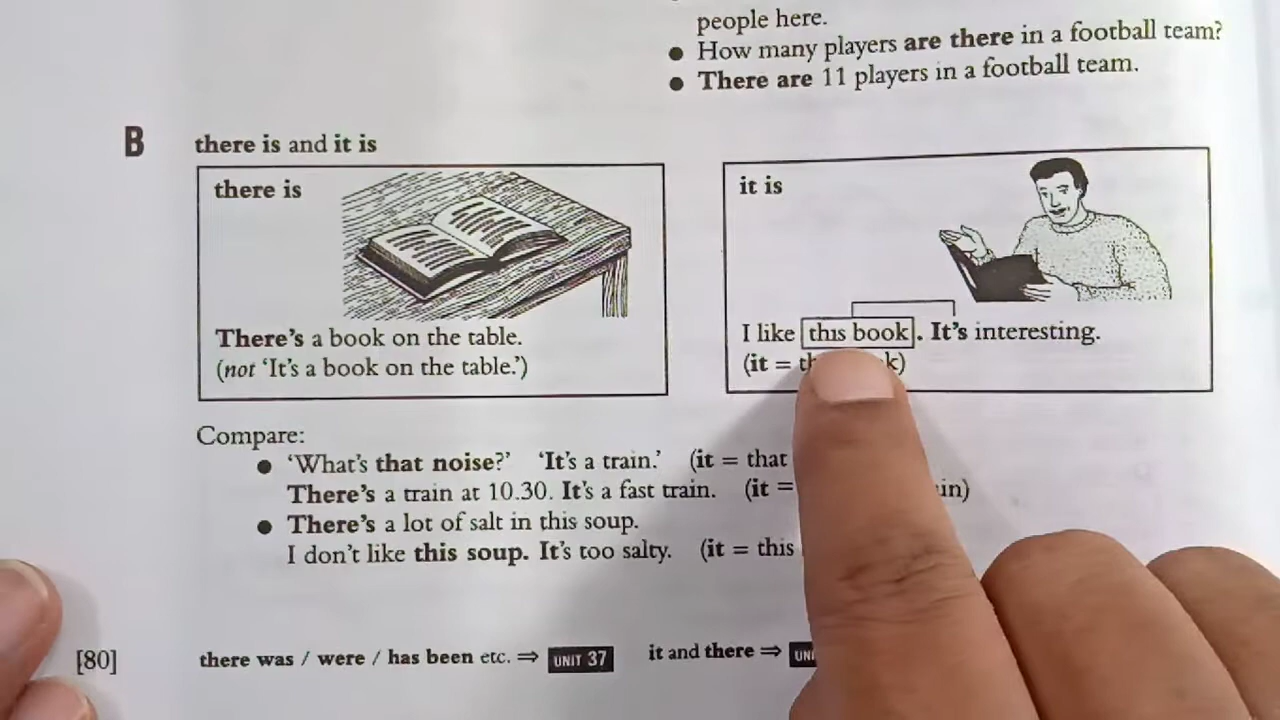 people here.
● How many players are there in a football team?
● There are 11 players in a football team.
B there is and it is
there is
There's a book on the table.
(not ‘It's a book on the table.’)
it is
I like this book. It's interesting.
(it =
Compare:
● ‘What's that noise?’ ‘It's a train.’ (it = that
There's a train at 10.30. It's a fast train. (it =
● There's a lot of salt in this soup.
I don't like this soup. It's too salty. (it = this
[80] there was / were / has been etc. ⇒ UNIT 37 it and there ⇒